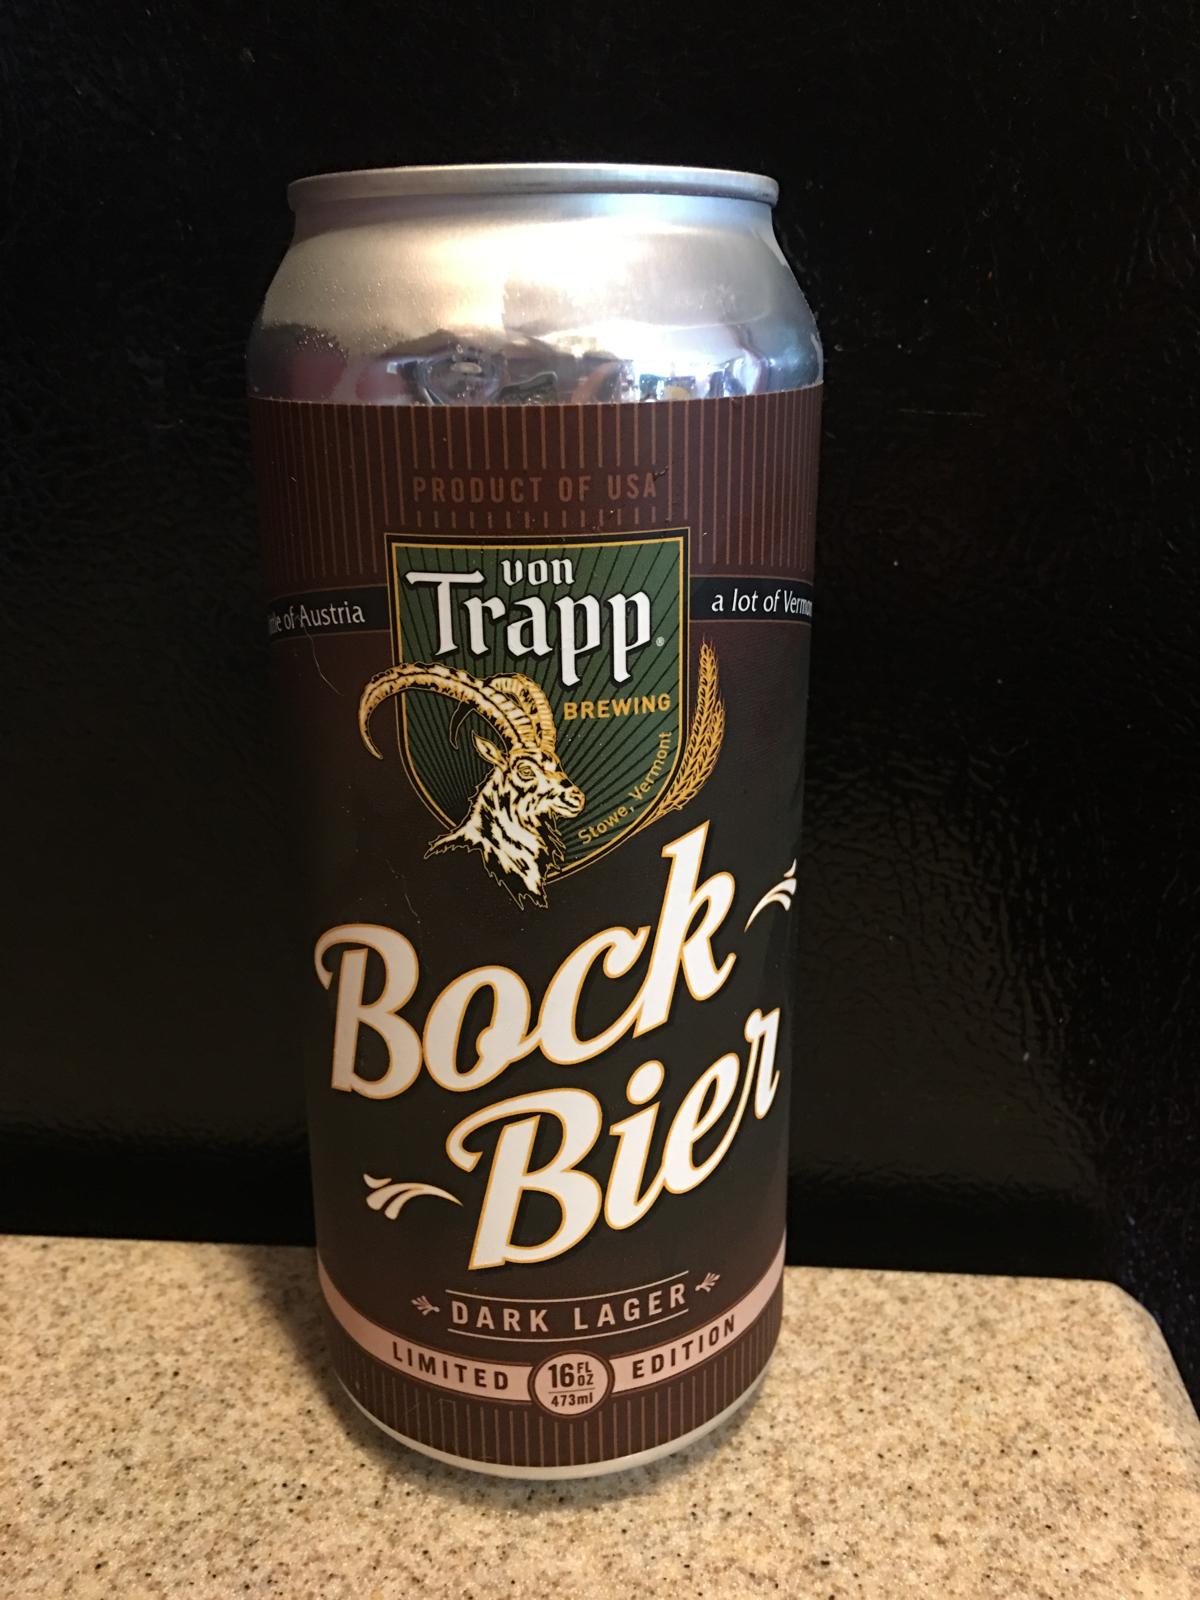 PRODUCT OF USA
of Austria
a lot of
von
Trapp®
BREWING
Stowe, Vermont
Bock
Bier
DARK LAGER
LIMITED EDITION
16 FL OZ
473ml